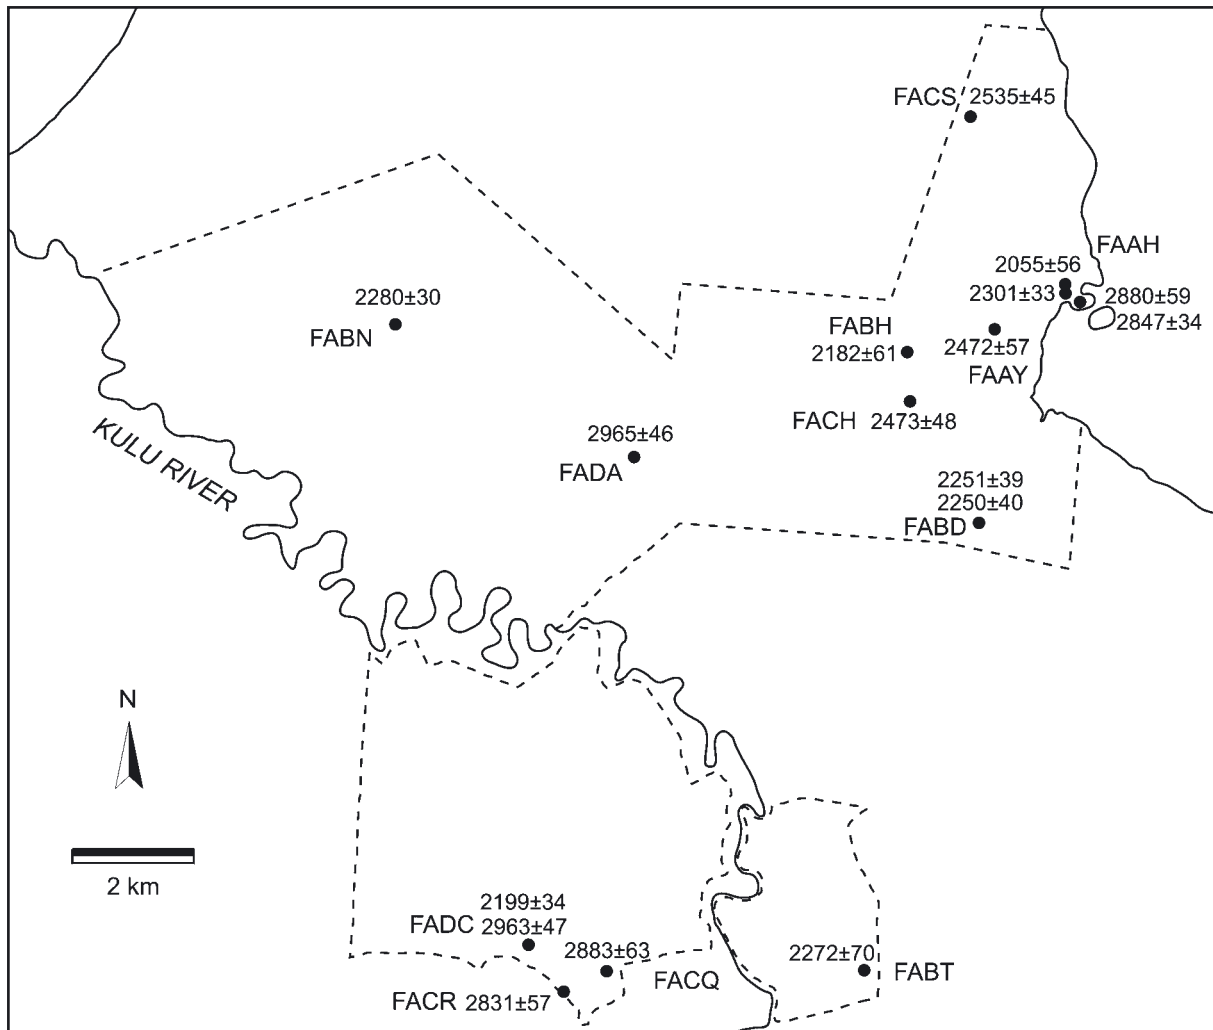 FACS 2535±45
FAAH
2055±56
2301±33
2880±59
2847±34
2280±30
FABN
FABH
2182±61
2472±57
FAAY
FACH 2473±48
KULU RIVER
2965±46
FADA
2251±39
2250±40
FABD
N
2 km
2199±34
FADC 2963±47
2883±63
FACQ
FACR 2831±57
2272±70
FABT